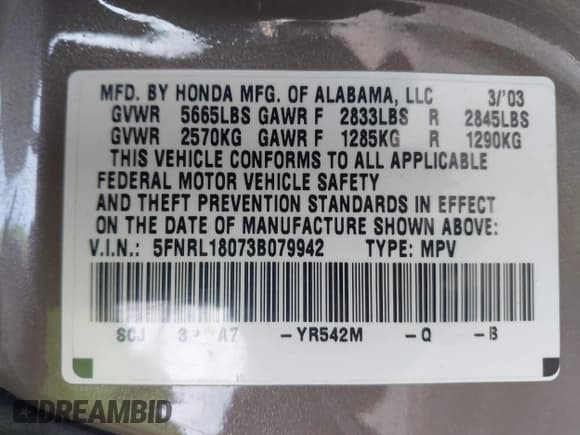 MFD. BY HONDA MFG. OF ALABAMA, LLC 3/'03
GVWR 5665LBS GAWR F 2833LBS R 2845LBS
GVWR 2570KG GAWR F 1285KG R 1290KG
THIS VEHICLE CONFORMS TO ALL APPLICABLE
FEDERAL MOTOR VEHICLE SAFETY
AND THEFT PREVENTION STANDARDS IN EFFECT
ON THE DATE OF MANUFACTURE SHOWN ABOVE:
V.I.N.: 5FNRL18073B079942 TYPE: MPV
A7 -YR542M -Q -B
DREAMBID